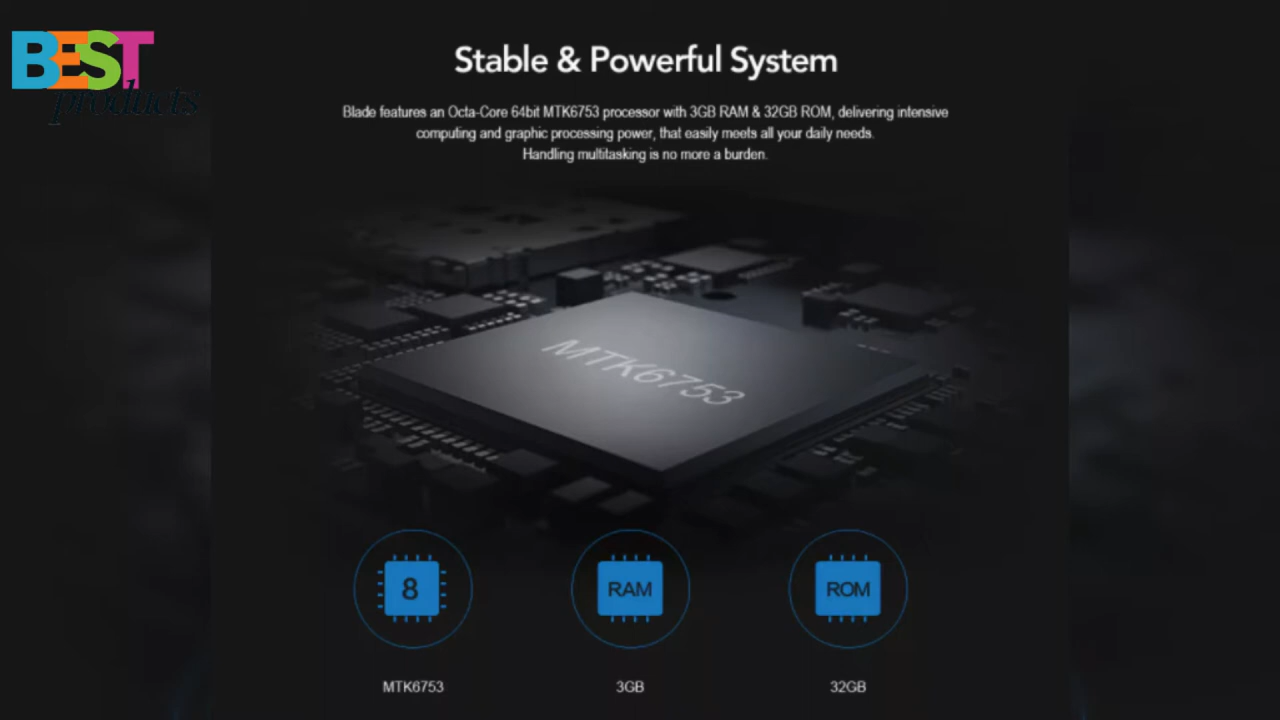 BEST
products
Stable & Powerful System
Blade features an Octa-Core 64bit MTK6753 processor with 3GB RAM & 32GB ROM, delivering intensive
computing and graphic processing power, that easily meets all your daily needs.
Handling multitasking is no more a burden.
MTK6753
8
RAM
ROM
MTK6753
3GB
32GB